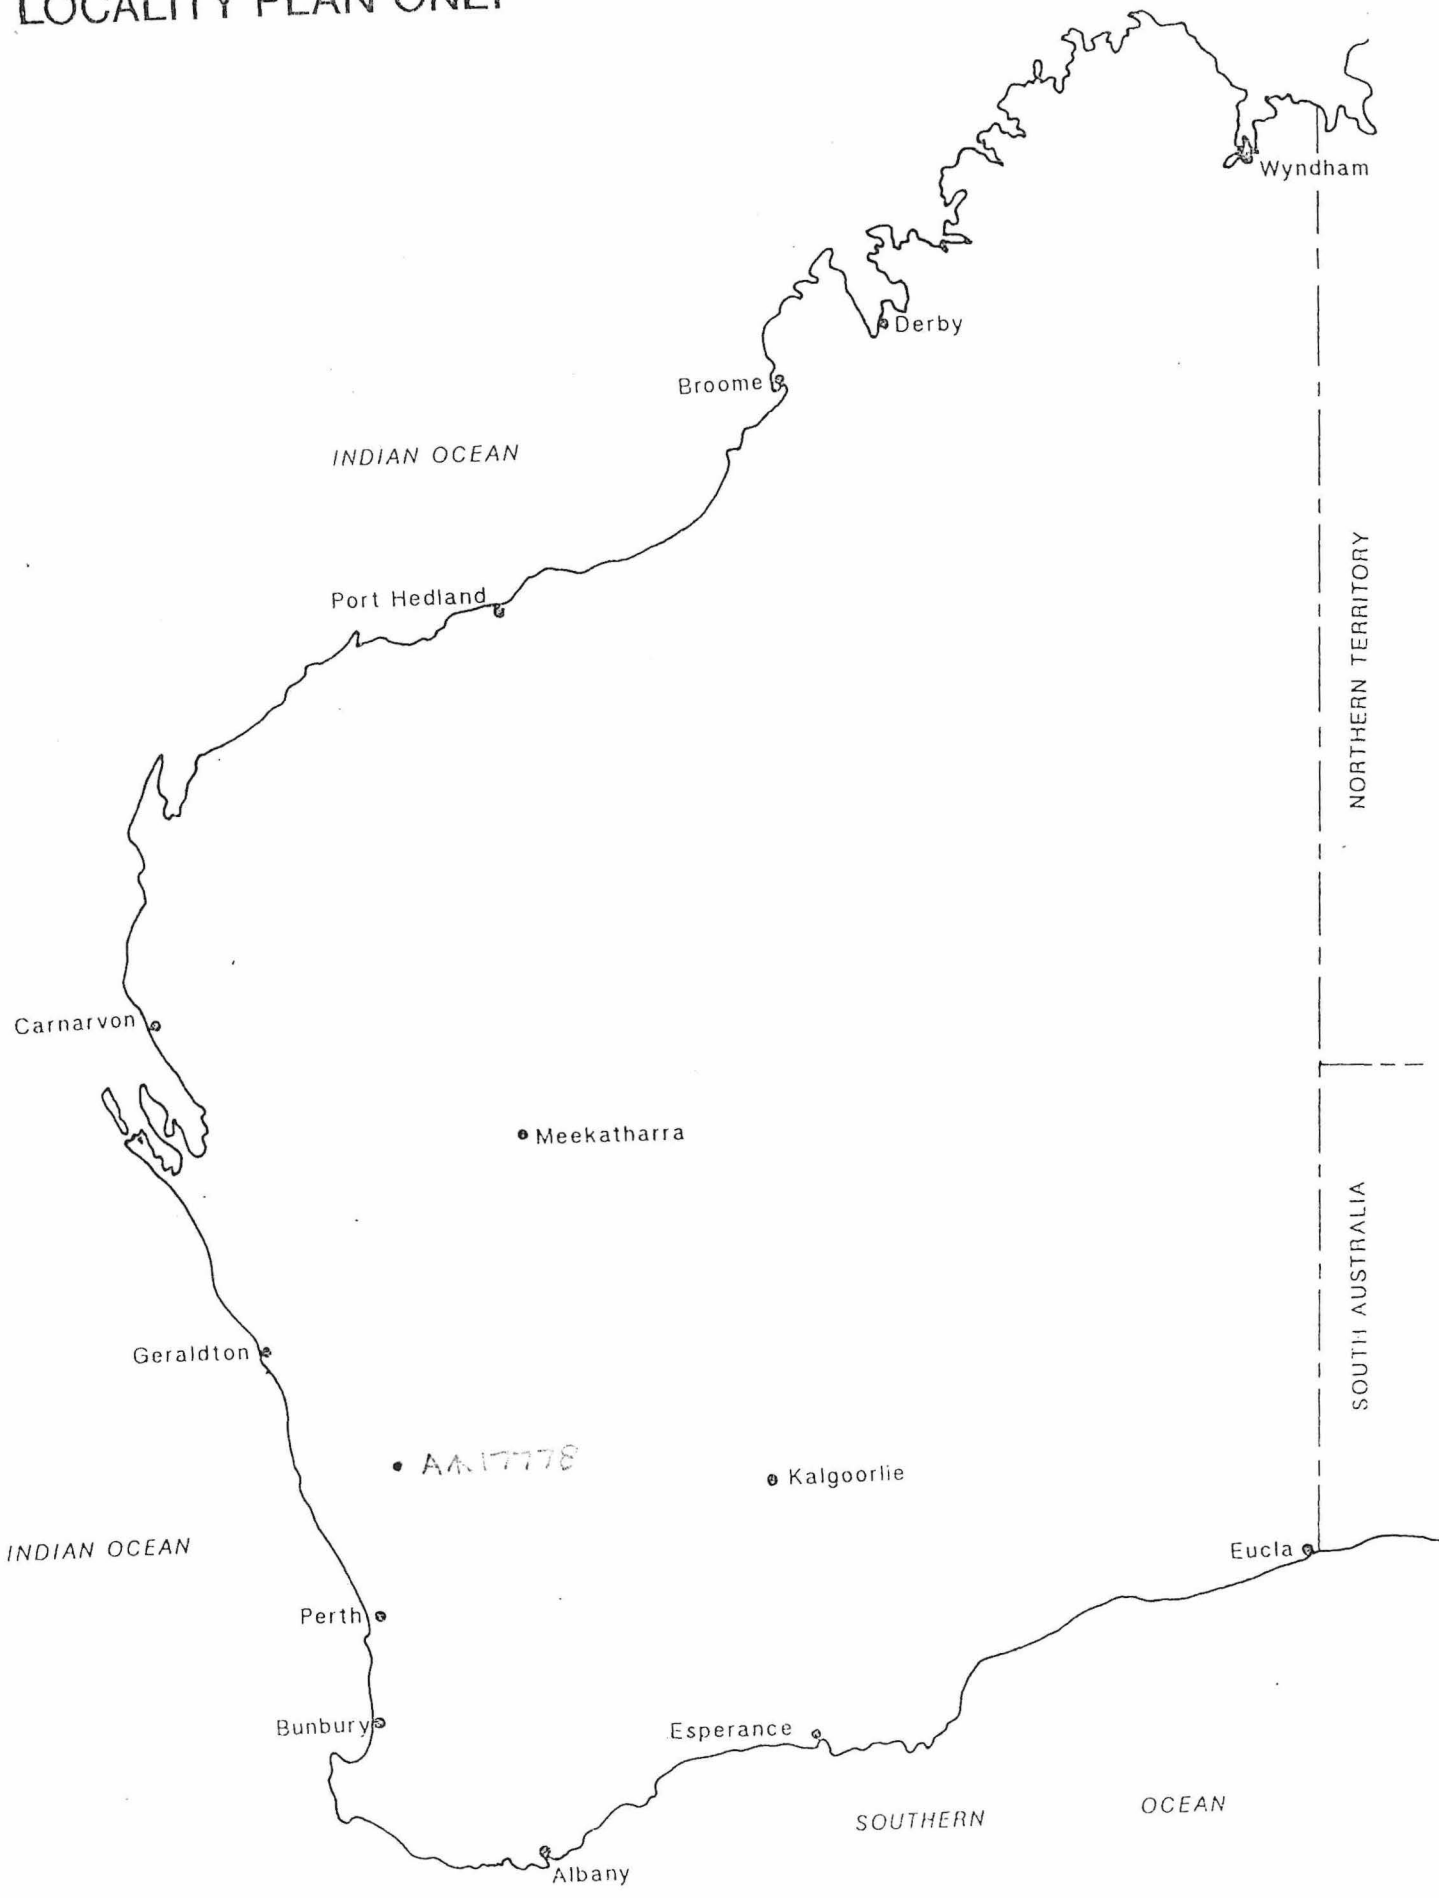 LOCALITY PLAN ONLY
Wyndham
Derby
Broome
INDIAN OCEAN
Port Hedland
NORTHERN TERRITORY
Carnarvon
Meekatharra
SOUTH AUSTRALIA
Geraldton
AA17778
Kalgoorlie
INDIAN OCEAN
Eucla
Perth
Bunbury
Esperance
SOUTHERN OCEAN
Albany